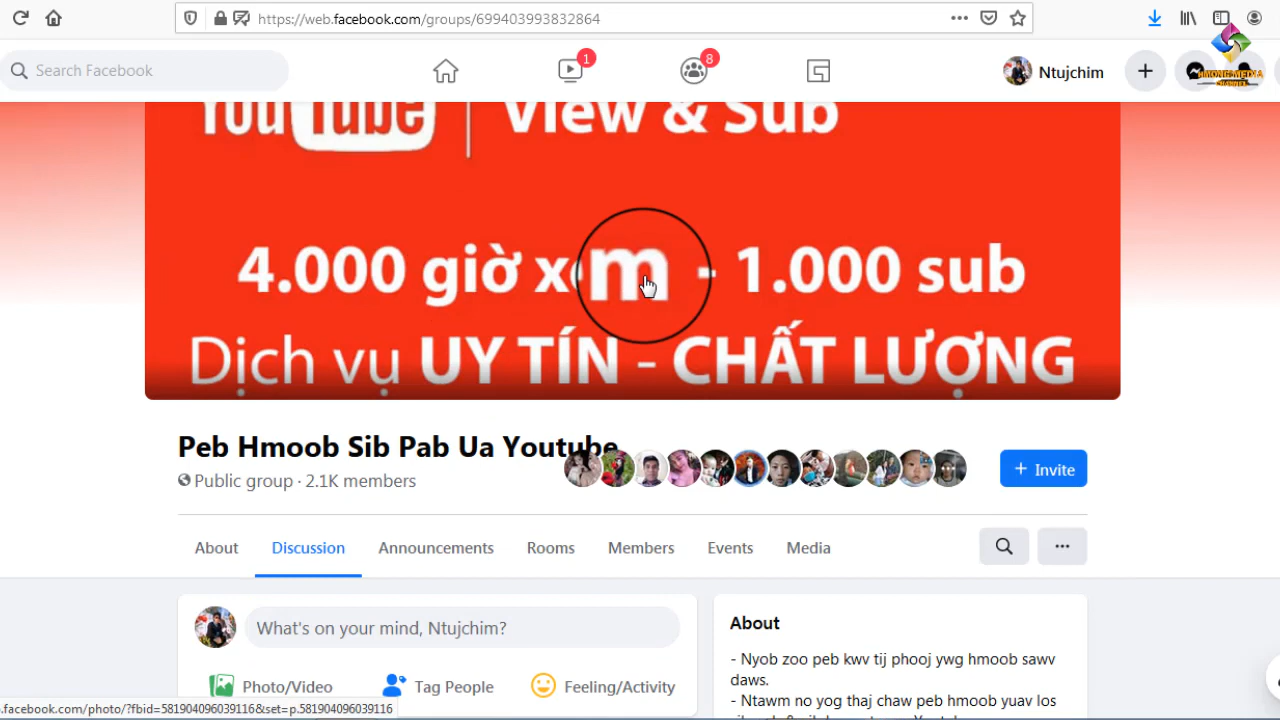 https://web.facebook.com/groups/699403993832864
Search Facebook
1
8
Ntujchim
HMONG MEDIA
CHANNEL
YouTube | View & Sub
4.000 giờ xem - 1.000 sub
Dịch vụ UY TÍN - CHẤT LƯỢNG
Peb Hmoob Sib Pab Ua Youtube
Public group · 2.1K members
+ Invite
About Discussion Announcements Rooms Members Events Media
What's on your mind, Ntujchim?
Photo/Video Tag People Feeling/Activity
About
- Nyob zoo peb kwv tij phooj ywg hmoob sawv
daws.
- Ntawm no yog thaj chaw peb hmoob yuav los
.facebook.com/photo/?fbid=581904096039116&set=p.581904096039116